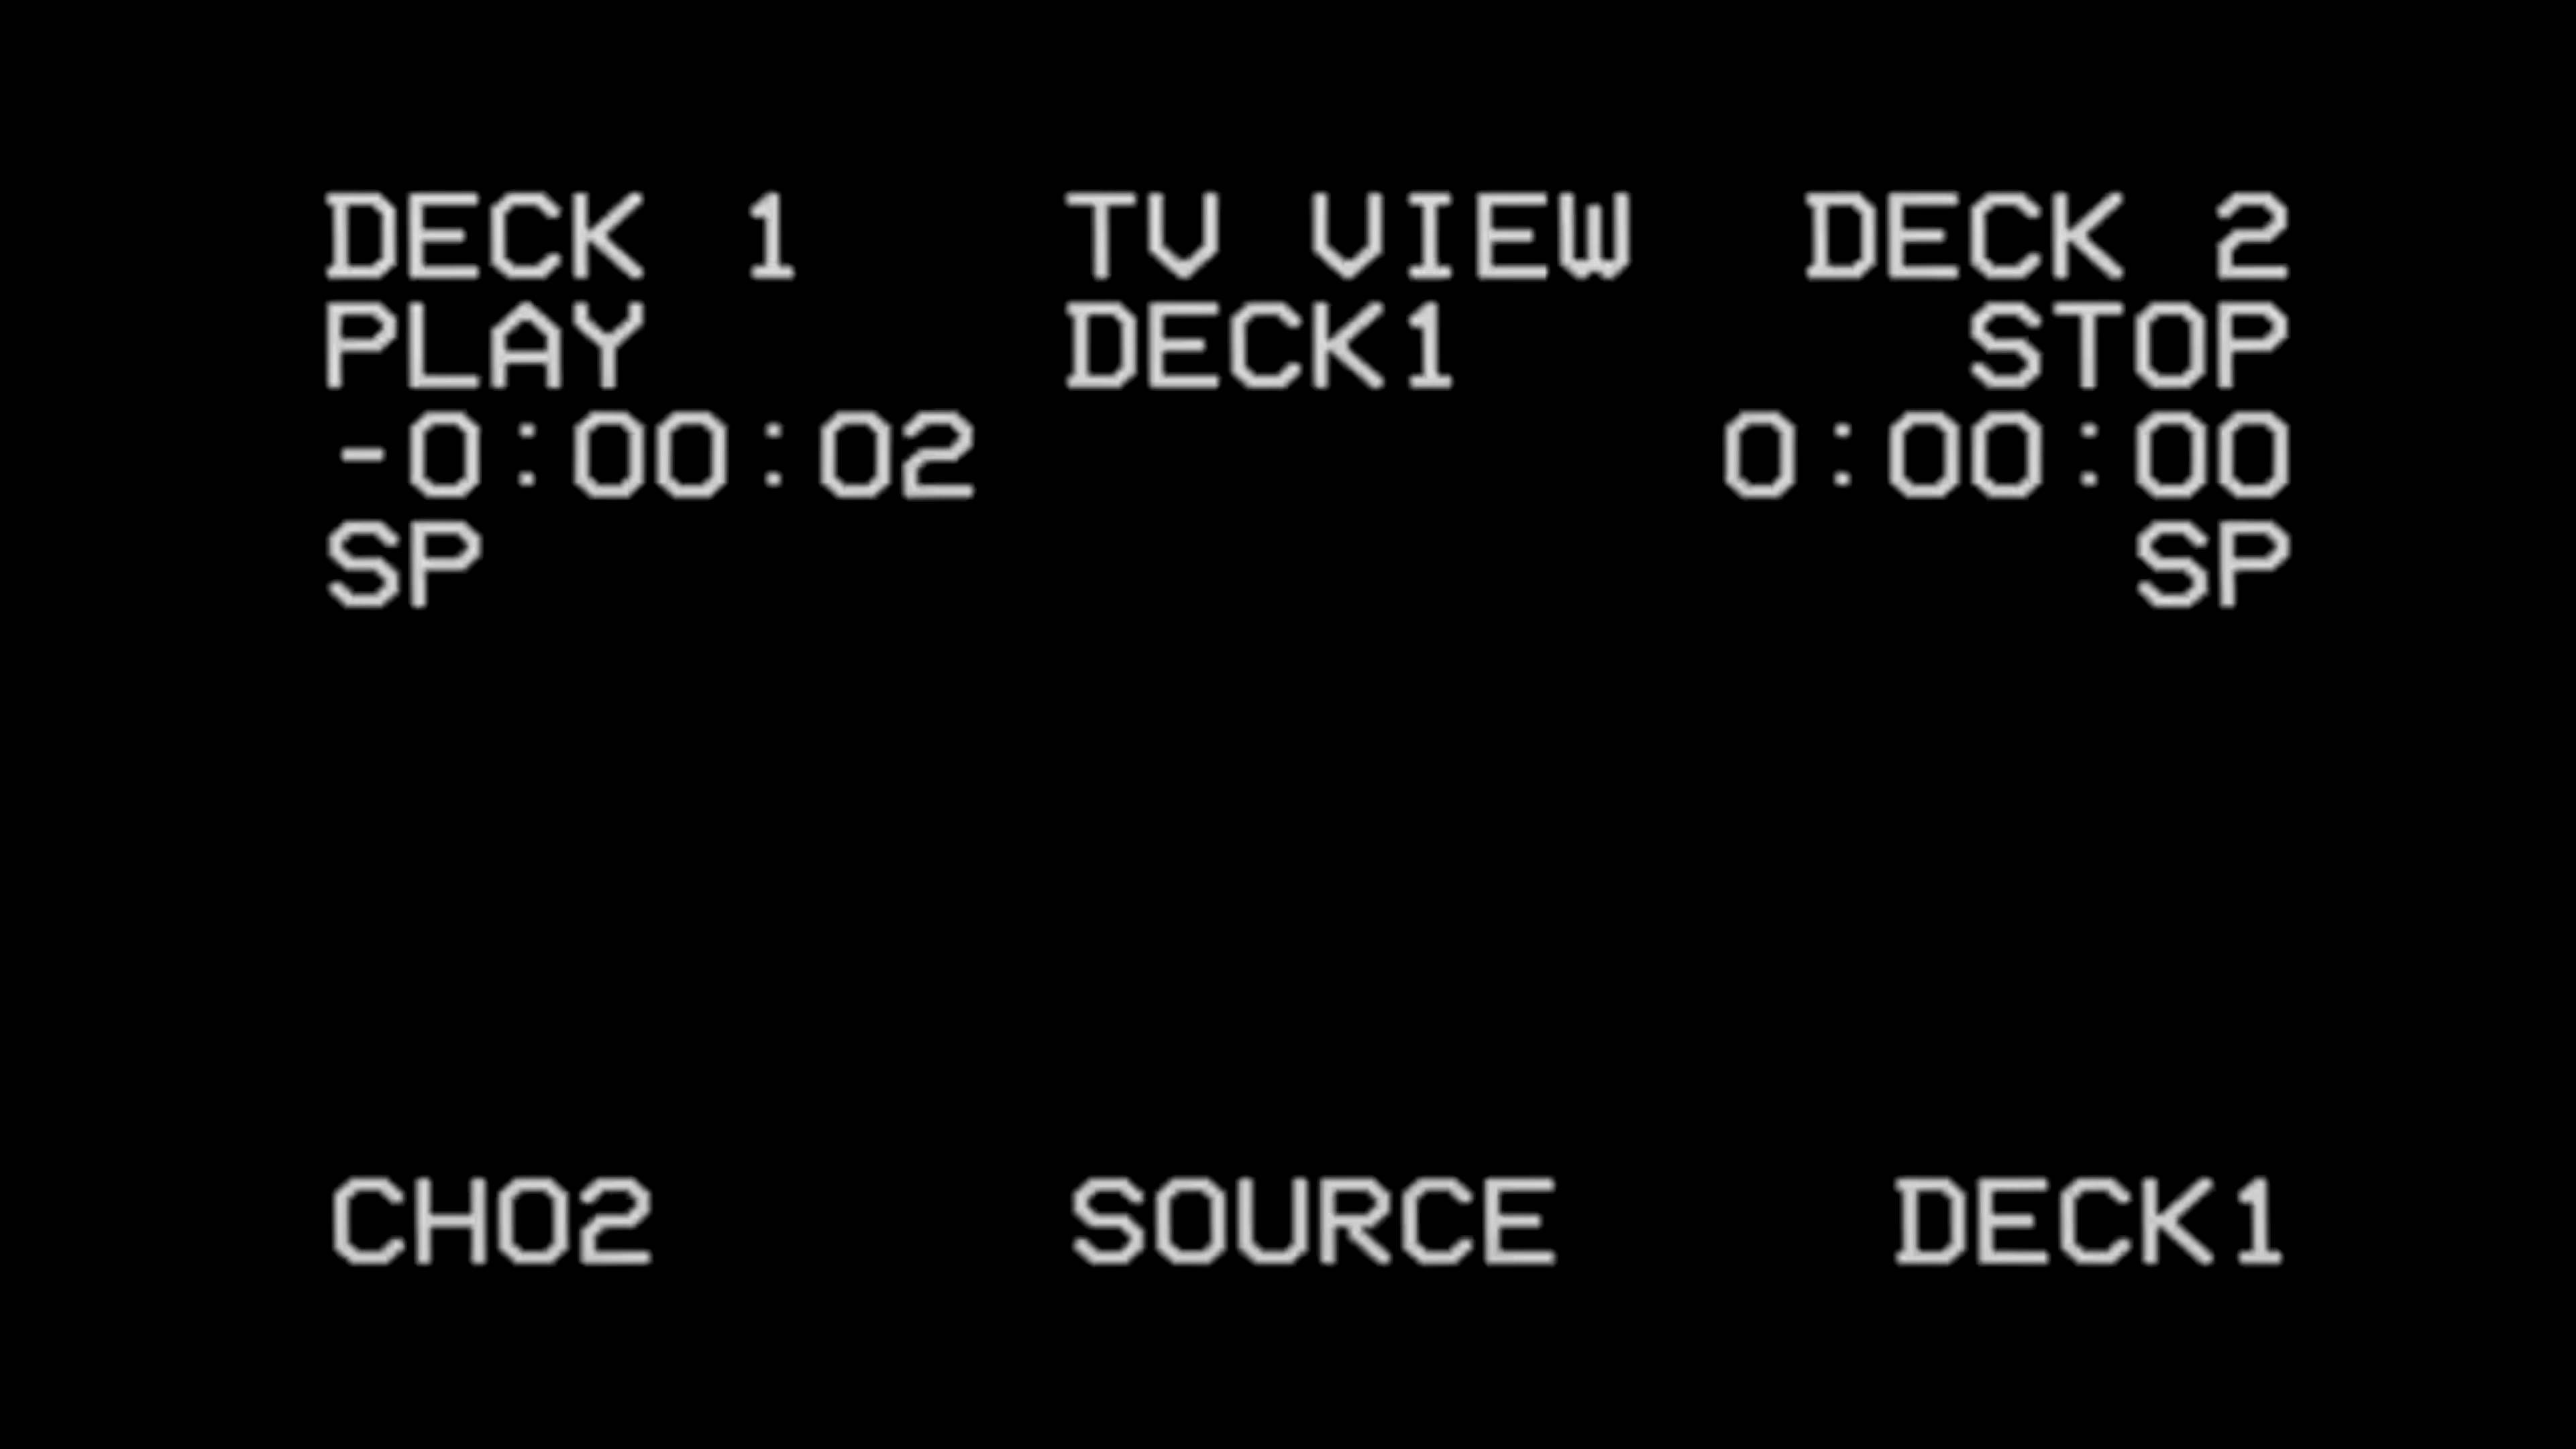 DECK 1 TV VIEW DECK 2
PLAY DECK1 STOP
-0:00:02 0:00:00
SP SP
CH02 SOURCE DECK1